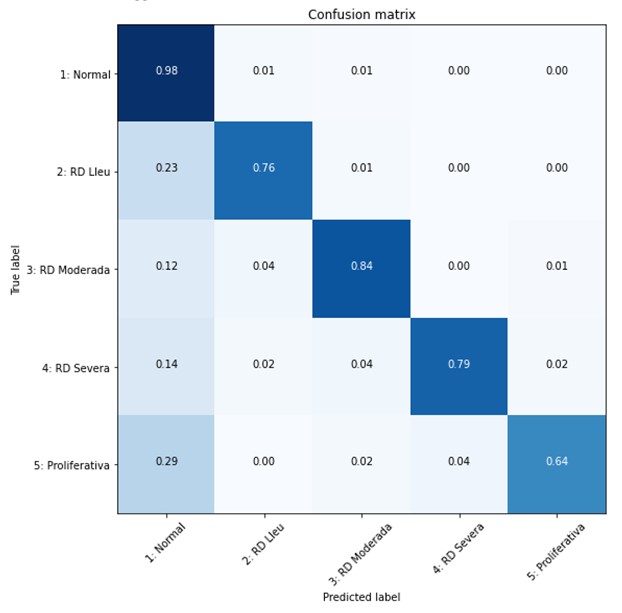 Confusion matrix
1: Normal 0.98 0.01 0.01 0.00 0.00
2: RD Lleu 0.23 0.76 0.01 0.00 0.00
True label
3: RD Moderada 0.12 0.04 0.84 0.00 0.01
4: RD Severa 0.14 0.02 0.04 0.79 0.02
5: Proliferativa 0.29 0.00 0.02 0.04 0.64
1: Normal
2: RD Lleu
3: RD Moderada
4: RD Severa
5: Proliferativa
Predicted label